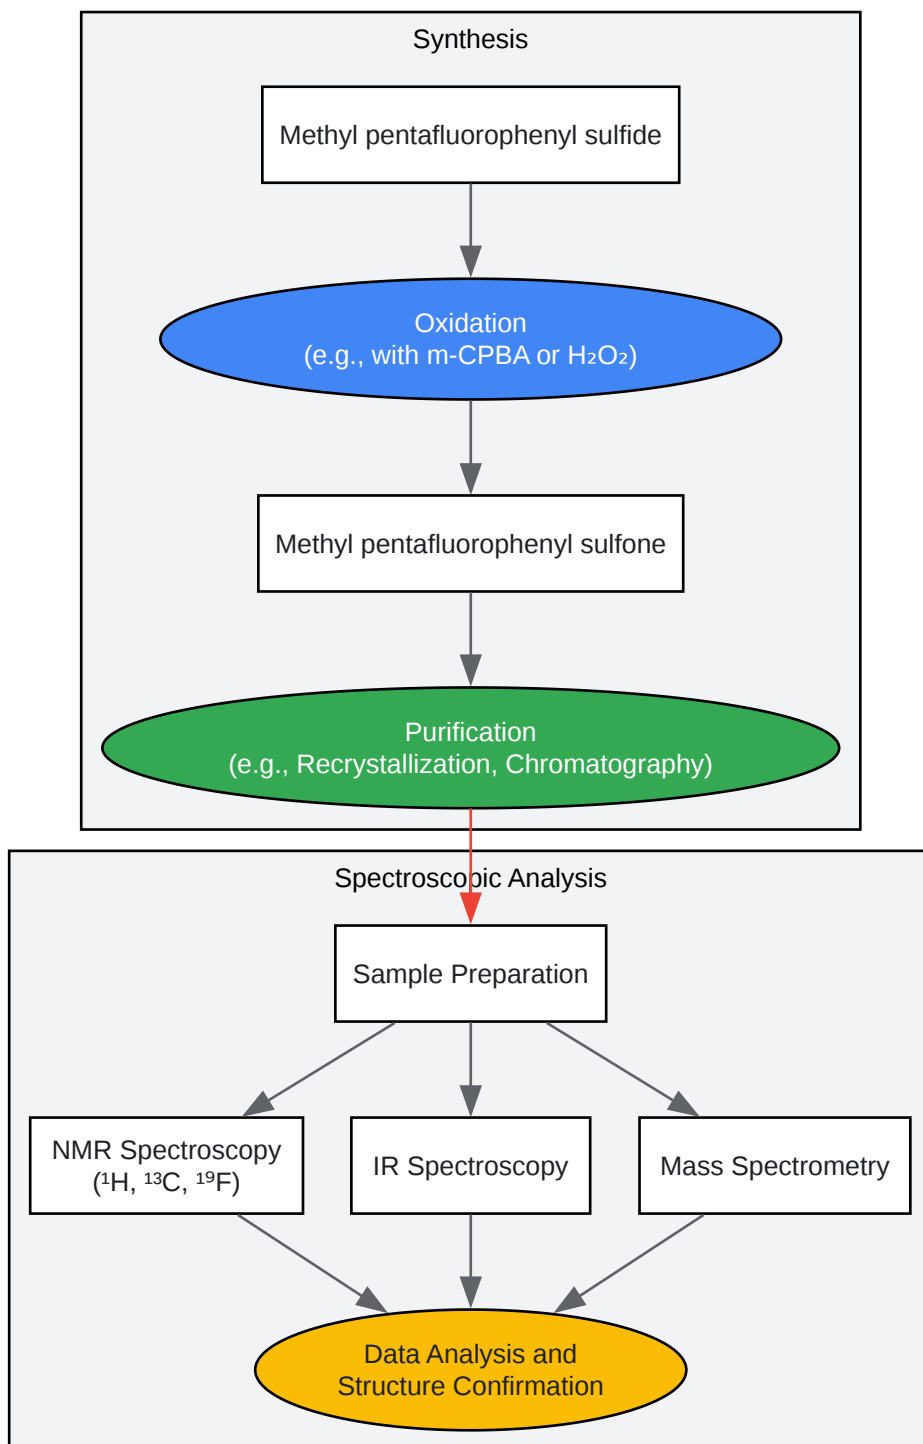 Synthesis
Methyl pentafluorophenyl sulfide
Oxidation
(e.g., with m-CPBA or H₂O₂)
Methyl pentafluorophenyl sulfone
Purification
(e.g., Recrystallization, Chromatography)
Spectroscopic Analysis
Sample Preparation
NMR Spectroscopy
(¹H, ¹³C, ¹⁹F)
IR Spectroscopy
Mass Spectrometry
Data Analysis and
Structure Confirmation